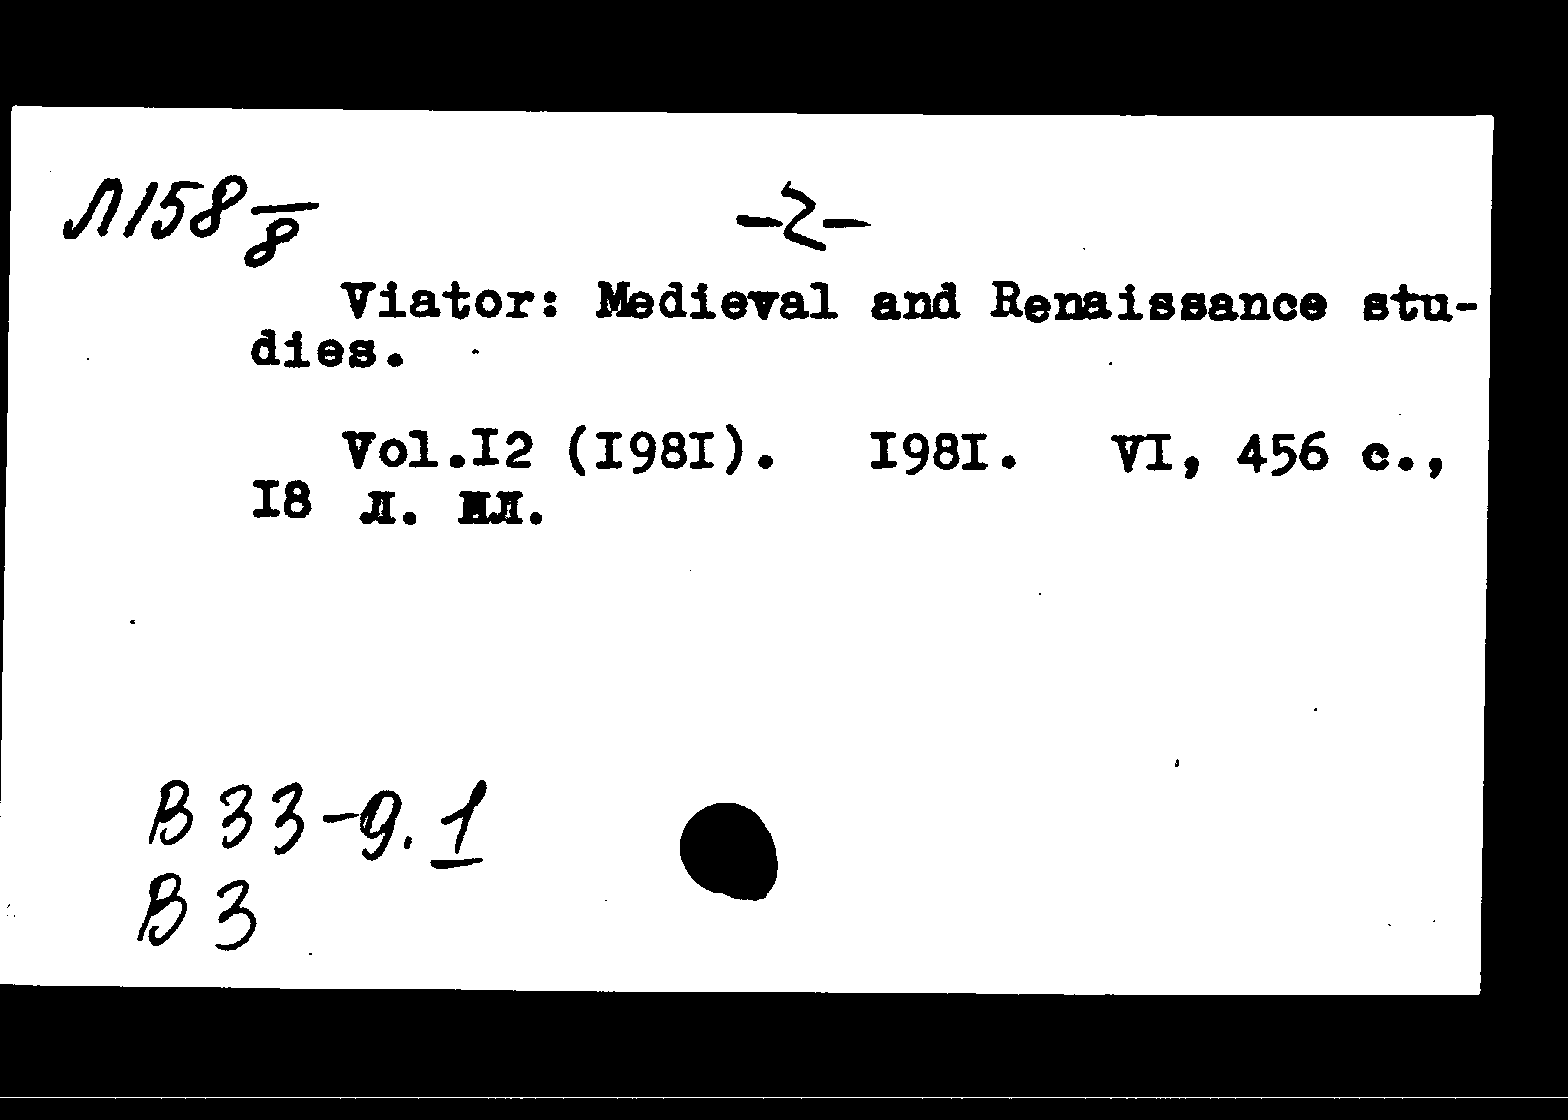 Л158 –/8
-2-
Viator: Medieval and Renaissance stu-
dies.
Vol.I2 (I98I). I98I. VI, 456 с.,
I8 л. ил.
В33-9.1
В3